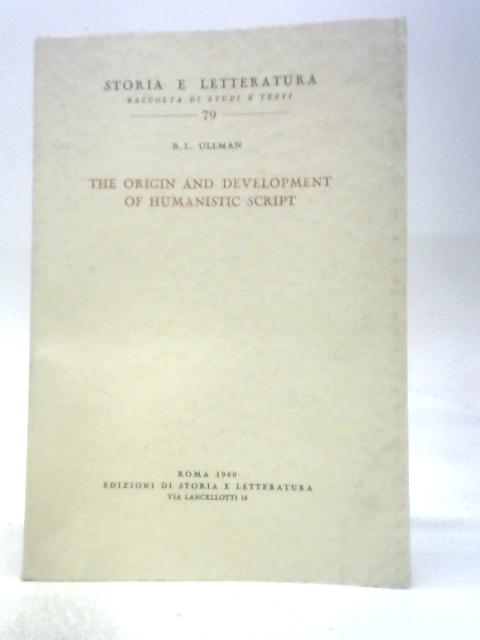 STORIA E LETTERATURA
RACCOLTA DI STUDI E TESTI
79
B. L. ULLMAN
THE ORIGIN AND DEVELOPMENT
OF HUMANISTIC SCRIPT
ROMA 1960
EDIZIONI DI STORIA E LETTERATURA
VIA LANCELLOTTI 18